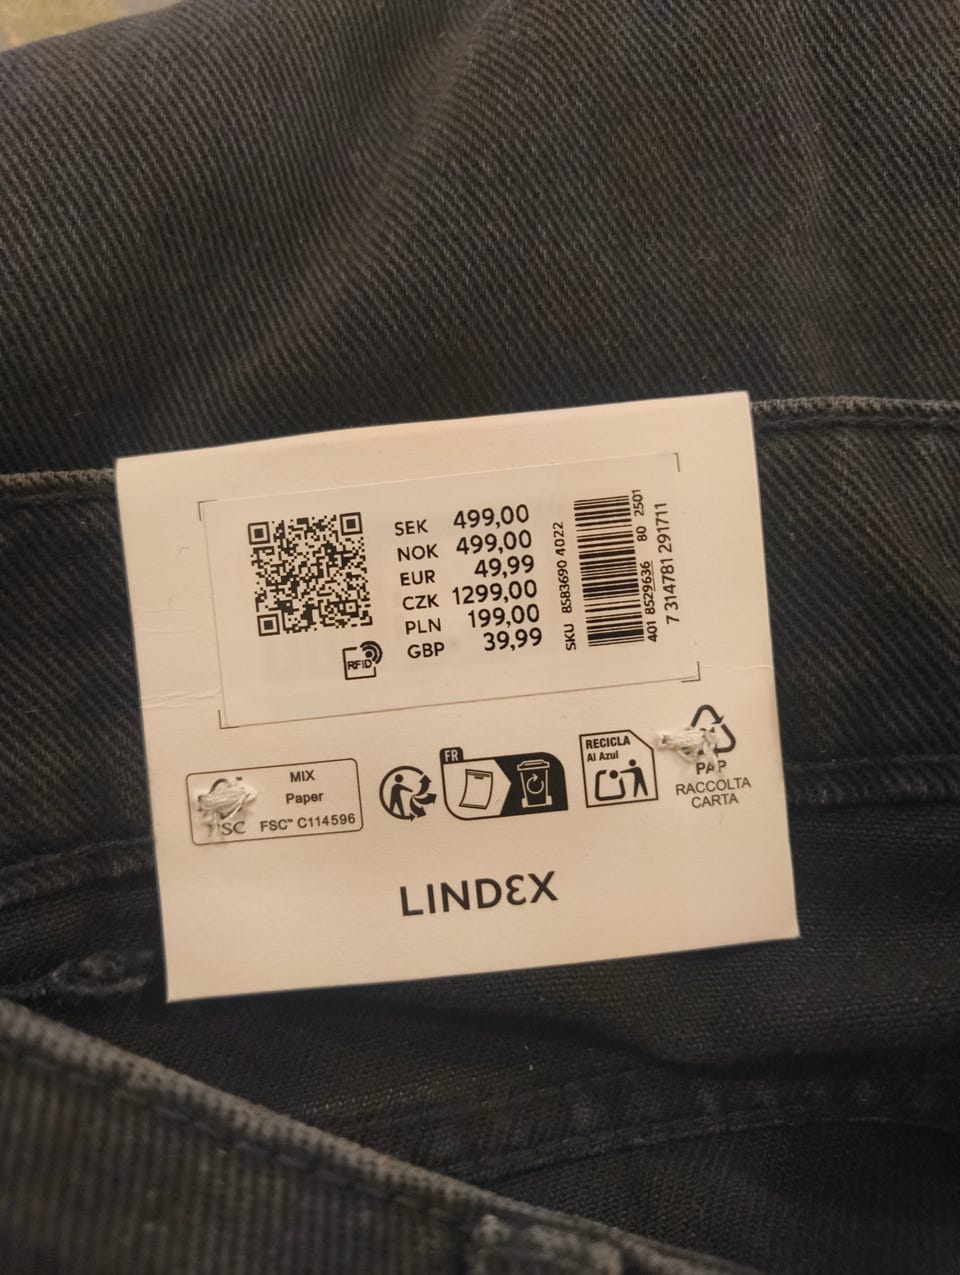 SEK 499,00
NOK 499,00
EUR 49,99
CZK 1299,00
PLN 199,00
GBP 39,99
RFID
SKU 8583690 4022
401 8529636 80 2501
7 314781 291711
MIX
Paper
FSC™ C114596
FSC
FR
RECICLA
Al Azul
PAP
RACCOLTA
CARTA
LINDEX